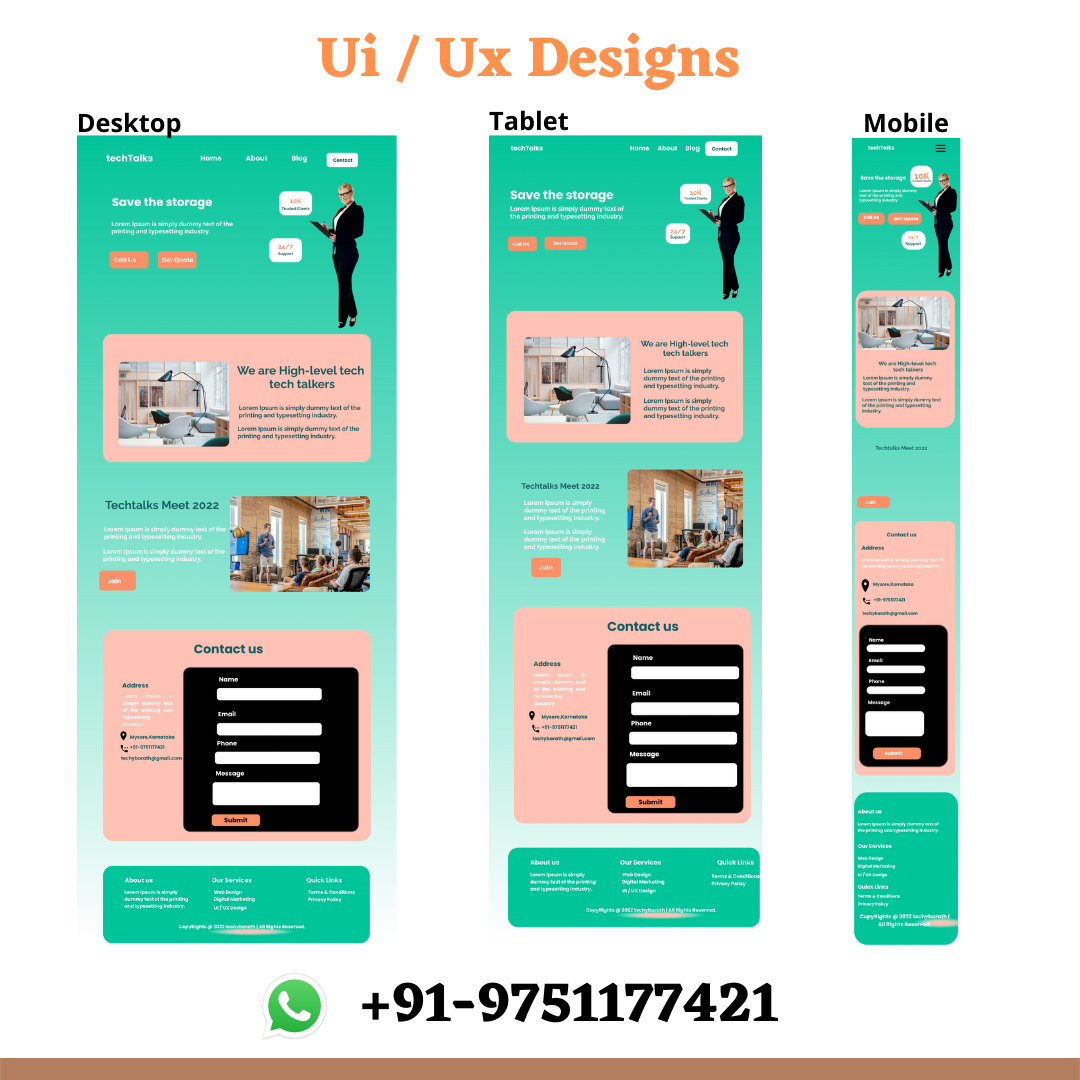 Ui / Ux Designs
Desktop
techTalks
Home
About
Blog
Contact
Save the storage
Lorem Ipsum is simply dummy text of the
printing and typesetting industry
Call Us
Get Quote
10K
Trusted Clients
24/7
Support
We are High-level tech
tech talkers
Lorem Ipsum is simply dummy text of the
printing and typesetting industry.
Lorem Ipsum is simply dummy text of the
printing and typesetting industry.
Techtalks Meet 2022
Lorem Ipsum is simply dummy text of the
printing and typesetting industry.
Lorem Ipsum is simply dummy text of the
printing and typesetting industry.
Join
Contact us
Address
Lorem Ipsum is
simply dummy text
of the printing and
typesetting
industry.
Mysore,Karnataka
+91-9751177421
techybarath@gmail.com
Name
Email
Phone
Message
Submit
About us
Lorem Ipsum is simply
dummy text of the printing
and typesetting industry.
Our Services
Web Design
Digital Marketing
UI / UX Design
Quick Links
Terms & Conditions
Privacy Policy
CopyRights @ 2022 techybarath | All Rights Reserved.
Tablet
techTalks
Home
About
Blog
Contact
Save the storage
Lorem Ipsum is simply dummy text of
the printing and typesetting industry.
Call Us
Get Quote
10K
Trusted Clients
24/7
Support
We are High-level tech
tech talkers
Lorem Ipsum is simply
dummy text of the printing
and typesetting industry.
Lorem Ipsum is simply
dummy text of the printing
and typesetting industry.
Techtalks Meet 2022
Lorem Ipsum is simply
dummy text of the printing
and typesetting industry.
Lorem Ipsum is simply
dummy text of the printing
and typesetting industry.
Join
Contact us
Address
Lorem Ipsum is
simply dummy text
of the printing and
typesetting
industry.
Mysore,Karnataka
+91-9751177421
techybarath@gmail.com
Name
Email
Phone
Message
Submit
About us
Lorem Ipsum is simply
dummy text of the printing
and typesetting industry.
Our Services
Web Design
Digital Marketing
UI / UX Design
Quick Links
Terms & Conditions
Privacy Policy
CopyRights @ 2022 techybarath | All Rights Reserved.
Mobile
techTalks
Save the storage
Lorem Ipsum is simply dummy text of the
printing and typesetting industry.
Call Us
Get Quote
10K
Trusted Clients
24/7
Support
We are High-level tech
tech talkers
Lorem Ipsum is simply dummy
text of the printing and
typesetting industry.
Lorem Ipsum is simply dummy text
of the printing and typesetting
industry.
Techtalks Meet 2022
Join
Contact us
Address
Lorem Ipsum is simply dummy text of
the printing and typesetting industry.
Mysore,Karnataka
+91-9751177421
techybarath@gmail.com
Name
Email
Phone
Message
Submit
About us
Lorem Ipsum is simply dummy text of
the printing and typesetting industry.
Our Services
Web Design
Digital Marketing
UI / UX Design
Quick Links
Terms & Conditions
Privacy Policy
CopyRights @ 2022 techybarath |
All Rights Reserved.
+91-9751177421